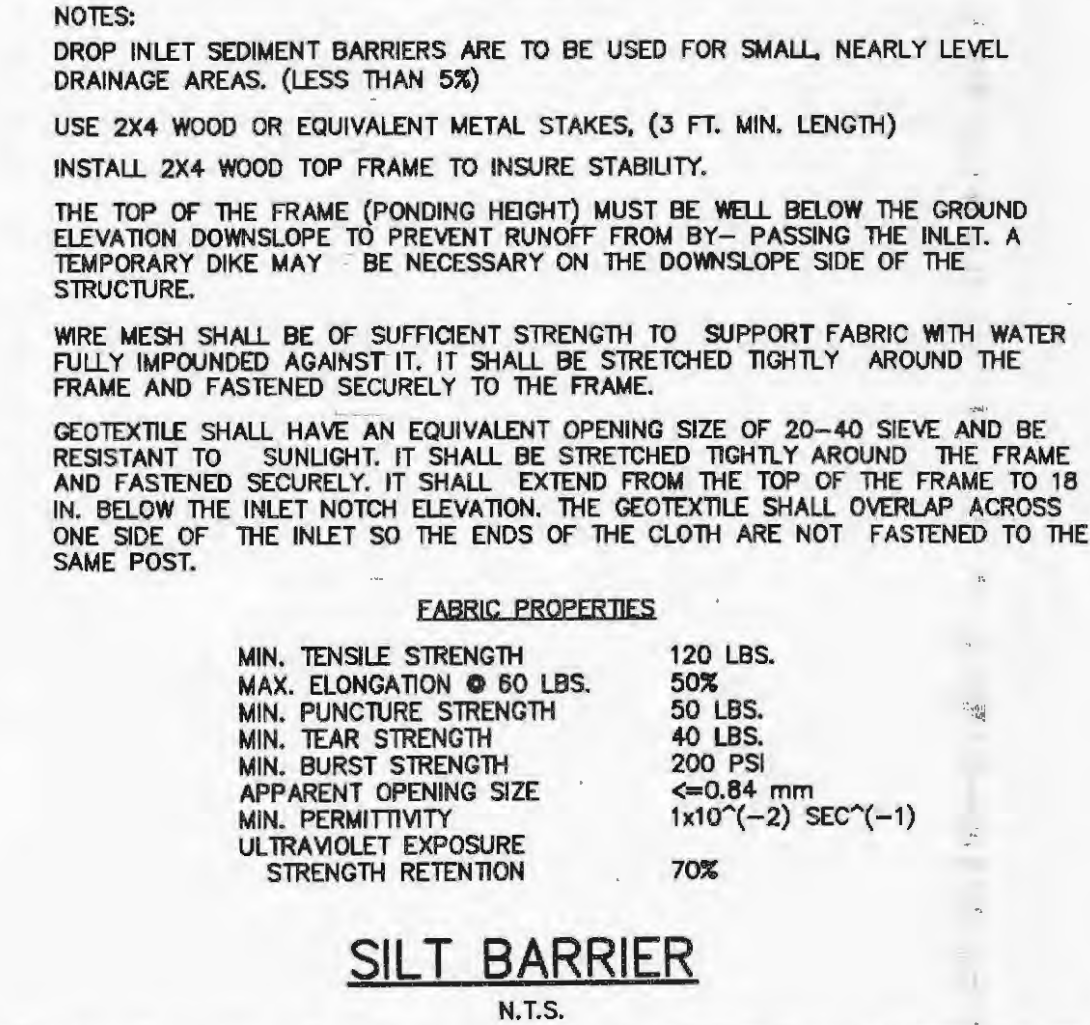 NOTES:
DROP INLET SEDIMENT BARRIERS ARE TO BE USED FOR SMALL, NEARLY LEVEL
DRAINAGE AREAS. (LESS THAN 5%)
USE 2X4 WOOD OR EQUIVALENT METAL STAKES, (3 FT. MIN. LENGTH)
INSTALL 2X4 WOOD TOP FRAME TO INSURE STABILITY.
THE TOP OF THE FRAME (PONDING HEIGHT) MUST BE WELL BELOW THE GROUND
ELEVATION DOWNSLOPE TO PREVENT RUNOFF FROM BY- PASSING THE INLET. A
TEMPORARY DIKE MAY BE NECESSARY ON THE DOWNSLOPE SIDE OF THE
STRUCTURE.
WIRE MESH SHALL BE OF SUFFICIENT STRENGTH TO SUPPORT FABRIC WITH WATER
FULLY IMPOUNDED AGAINST IT. IT SHALL BE STRETCHED TIGHTLY AROUND THE
FRAME AND FASTENED SECURELY TO THE FRAME.
GEOTEXTILE SHALL HAVE AN EQUIVALENT OPENING SIZE OF 20-40 SIEVE AND BE
RESISTANT TO SUNLIGHT. IT SHALL BE STRETCHED TIGHTLY AROUND THE FRAME
AND FASTENED SECURELY. IT SHALL EXTEND FROM THE TOP OF THE FRAME TO 18
IN. BELOW THE INLET NOTCH ELEVATION. THE GEOTEXTILE SHALL OVERLAP ACROSS
ONE SIDE OF THE INLET SO THE ENDS OF THE CLOTH ARE NOT FASTENED TO THE
SAME POST.
FABRIC PROPERTIES
MIN. TENSILE STRENGTH 120 LBS.
MAX. ELONGATION @ 60 LBS. 50%
MIN. PUNCTURE STRENGTH 50 LBS.
MIN. TEAR STRENGTH 40 LBS.
MIN. BURST STRENGTH 200 PSI
APPARENT OPENING SIZE <=0.84 mm
MIN. PERMITTIVITY 1x10^(-2) SEC^(-1)
ULTRAVIOLET EXPOSURE
STRENGTH RETENTION 70%
SILT BARRIER
N.T.S.